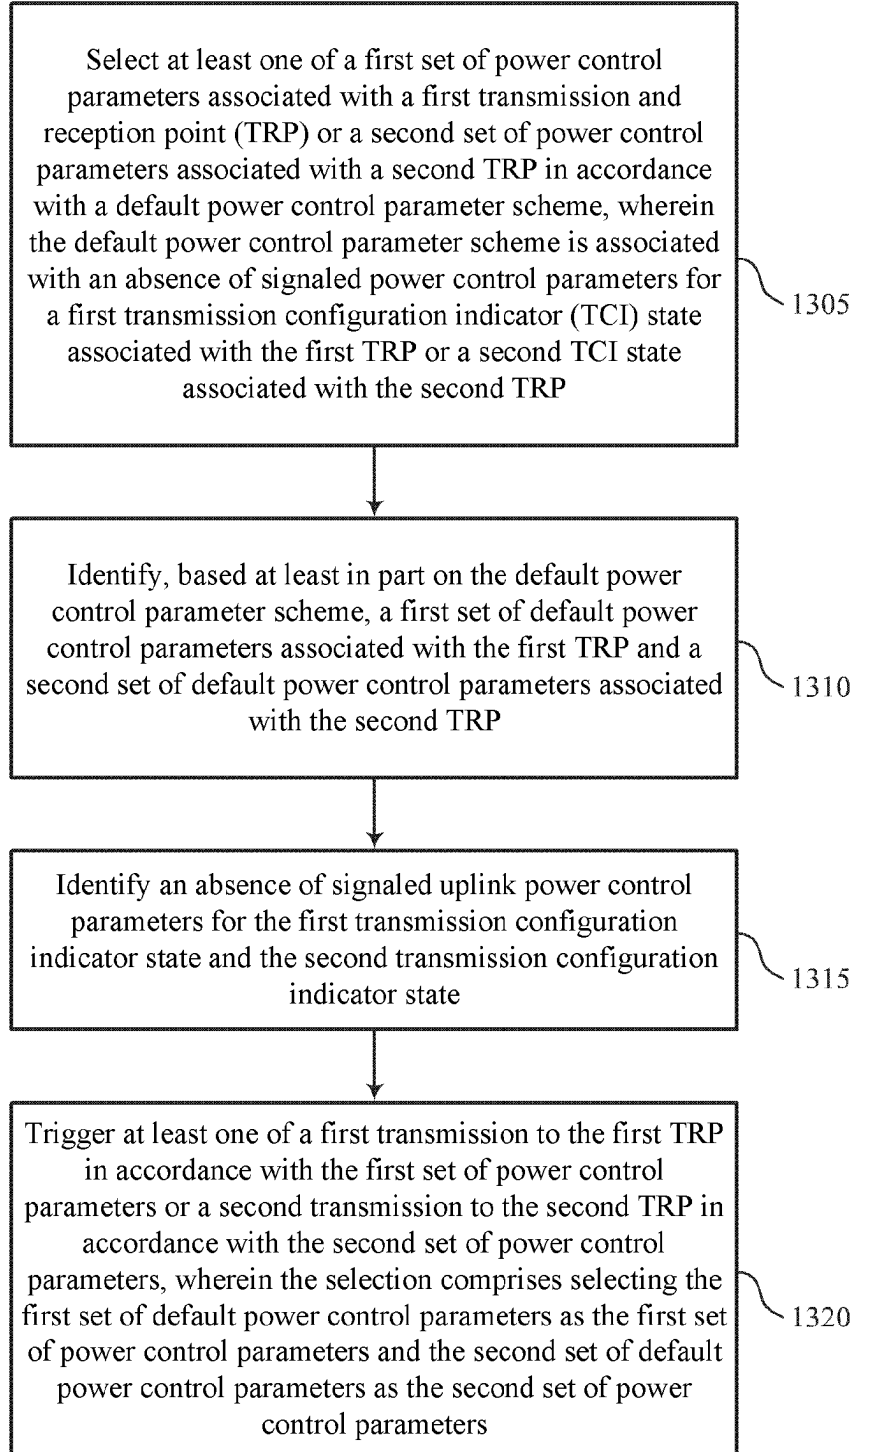 Select at least one of a first set of power control
parameters associated with a first transmission and
reception point (TRP) or a second set of power control
parameters associated with a second TRP in accordance
with a default power control parameter scheme, wherein
the default power control parameter scheme is associated
with an absence of signaled power control parameters for
a first transmission configuration indicator (TCI) state
associated with the first TRP or a second TCI state
associated with the second TRP
1305
Identify, based at least in part on the default power
control parameter scheme, a first set of default power
control parameters associated with the first TRP and a
second set of default power control parameters associated
with the second TRP
1310
Identify an absence of signaled uplink power control
parameters for the first transmission configuration
indicator state and the second transmission configuration
indicator state
1315
Trigger at least one of a first transmission to the first TRP
in accordance with the first set of power control
parameters or a second transmission to the second TRP in
accordance with the second set of power control
parameters, wherein the selection comprises selecting the
first set of default power control parameters as the first set
of power control parameters and the second set of default
power control parameters as the second set of power
control parameters
1320